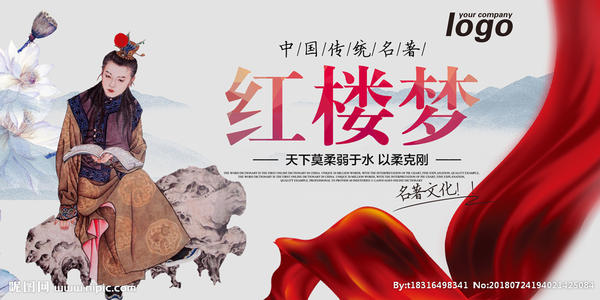 your company
logo
中/国/传/统/名/著/
红楼梦
天下莫柔弱于水 以柔克刚
名著文化!
昵图网 www.nipic.com
By:t18316498341 No:20180724194021425084